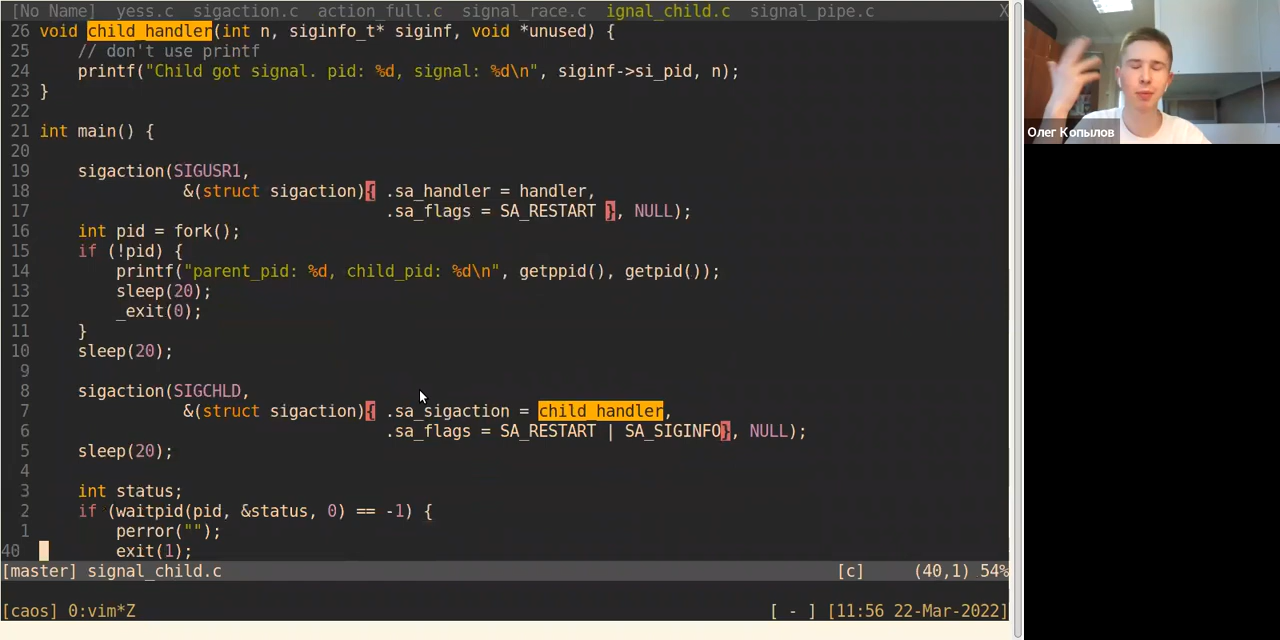 [No Name] yess.c sigaction.c action_full.c signal_race.c ignal_child.c signal_pipe.c X
26 void child_handler(int n, siginfo_t* siginf, void *unused) {
25 // don't use printf
24 printf("Child got signal. pid: %d, signal: %d\n", siginf->si_pid, n);
23 }
22
21 int main() {
20
19 sigaction(SIGUSR1,
18 &(struct sigaction){ .sa_handler = handler,
17 .sa_flags = SA_RESTART }, NULL);
16 int pid = fork();
15 if (!pid) {
14 printf("parent_pid: %d, child_pid: %d\n", getppid(), getpid());
13 sleep(20);
12 _exit(0);
11 }
10 sleep(20);
9
8 sigaction(SIGCHLD,
7 &(struct sigaction){ .sa_sigaction = child_handler,
6 .sa_flags = SA_RESTART | SA_SIGINFO}, NULL);
5 sleep(20);
4
3 int status;
2 if (waitpid(pid, &status, 0) == -1) {
1 perror("");
40 exit(1);
[master] signal_child.c [c] (40,1) 54%
[caos] 0:vim*Z [ - ] [11:56 22-Mar-2022]
Олег Копылов